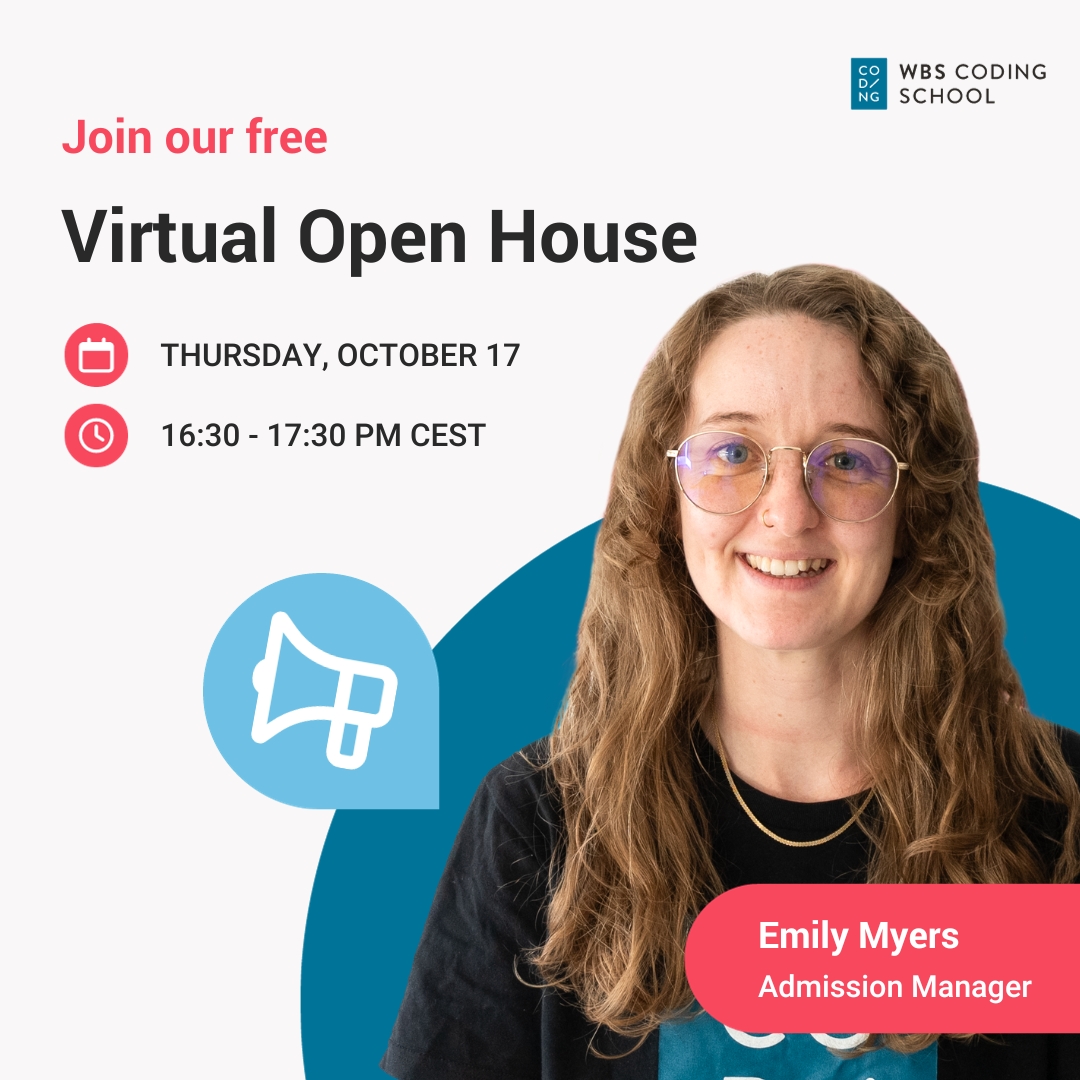 CO
D/
NG
WBS CODING
SCHOOL
Join our free
Virtual Open House
THURSDAY, OCTOBER 17
16:30 - 17:30 PM CEST
Emily Myers
Admission Manager